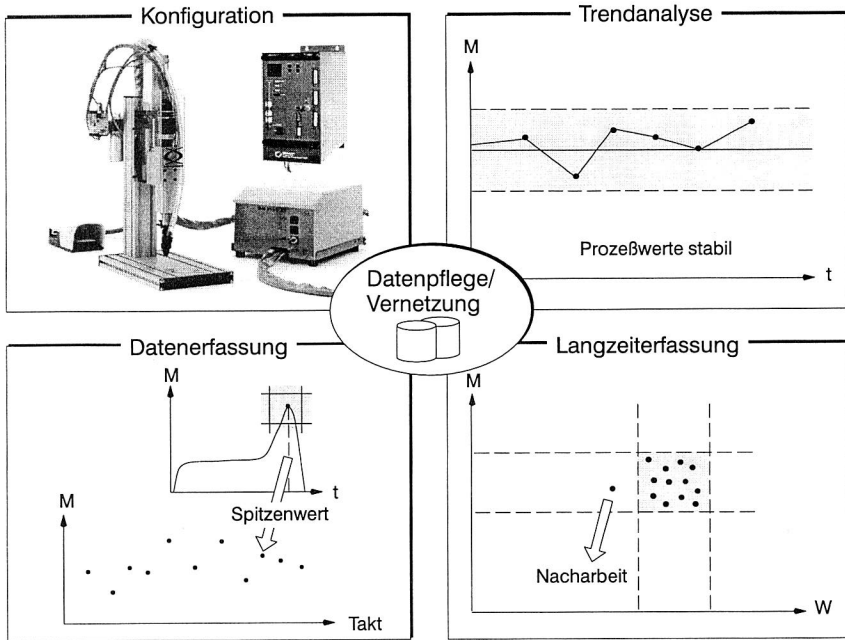 Konfiguration
Trendanalyse
M
Prozeßwerte stabil
t
Datenpflege/
Vernetzung
Datenerfassung
M
t
Spitzenwert
M
Takt
Langzeiterfassung
M
Nacharbeit
W